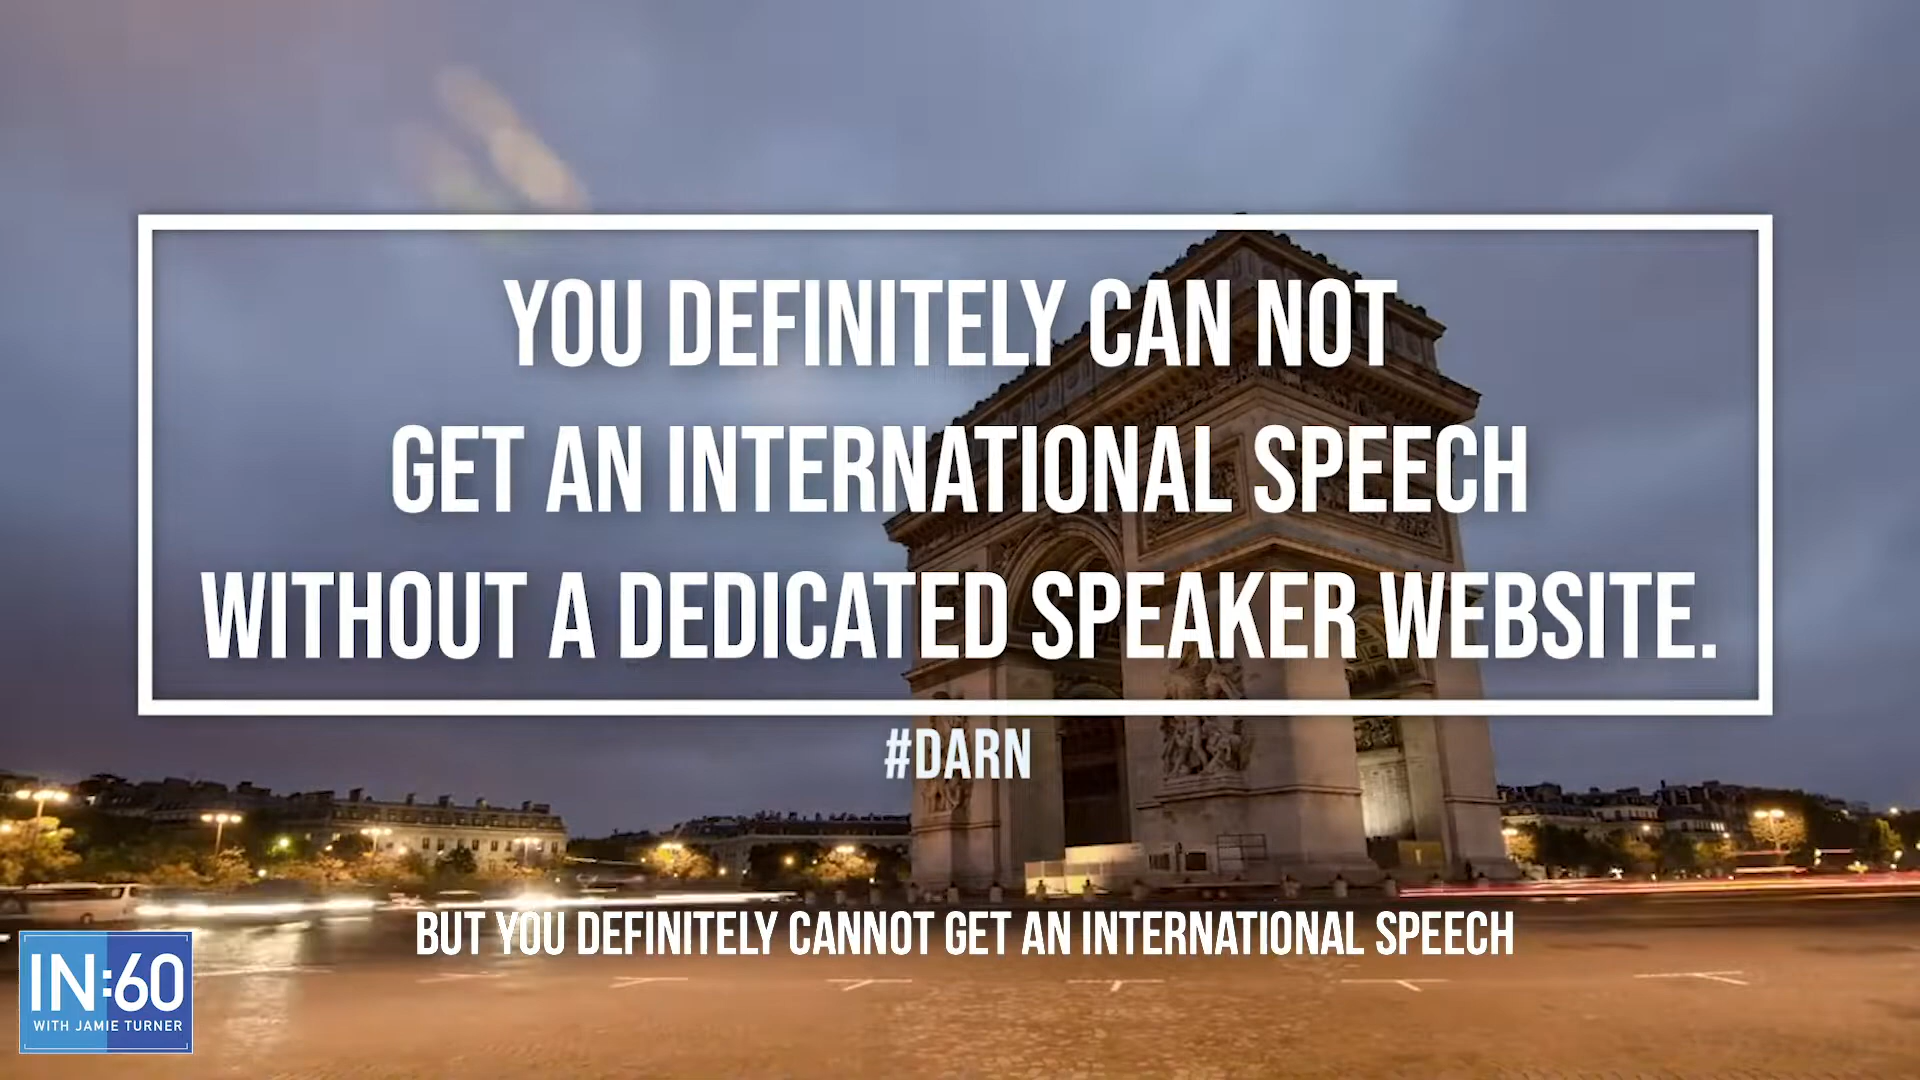 YOU DEFINITELY CAN NOT
GET AN INTERNATIONAL SPEECH
WITHOUT A DEDICATED SPEAKER WEBSITE.
#DARN
BUT YOU DEFINITELY CANNOT GET AN INTERNATIONAL SPEECH
IN:60
WITH JAMIE TURNER